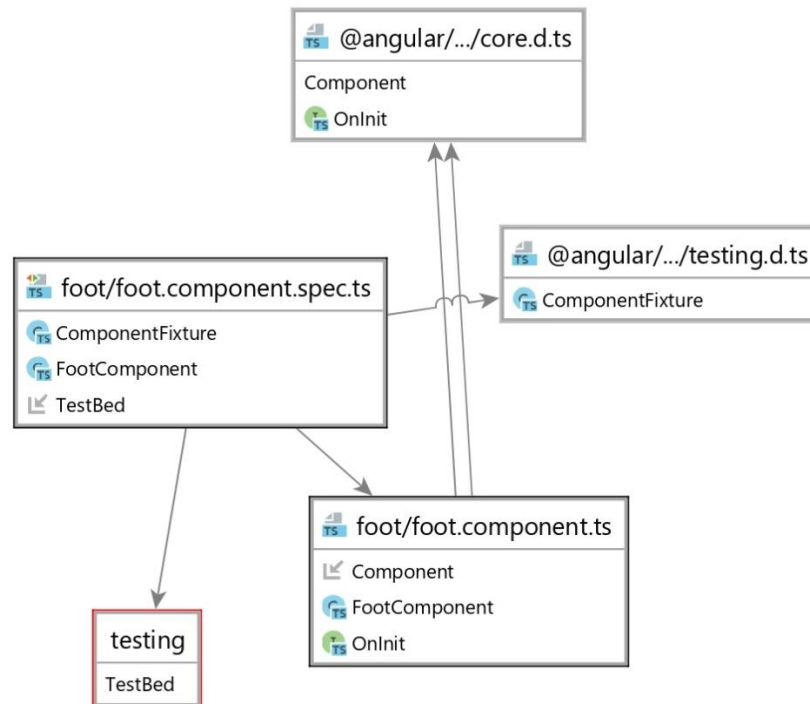 @angular/.../core.d.ts
Component
OnInit
@angular/.../testing.d.ts
ComponentFixture
foot/foot.component.spec.ts
ComponentFixture
FootComponent
TestBed
foot/foot.component.ts
Component
FootComponent
OnInit
testing
TestBed